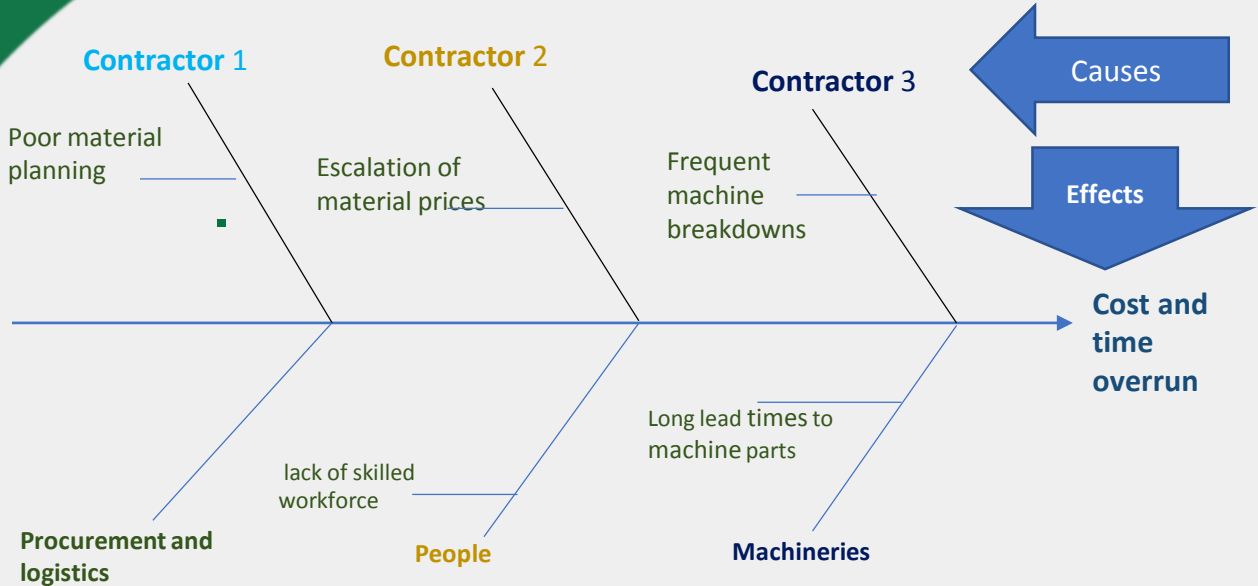 Contractor 1
Contractor 2
Contractor 3
Causes
Poor material
planning
Escalation of
material prices
Frequent
machine
breakdowns
Effects
Cost and
time
overrun
Long lead times to
machine parts
lack of skilled
workforce
Procurement and
logistics
People
Machineries